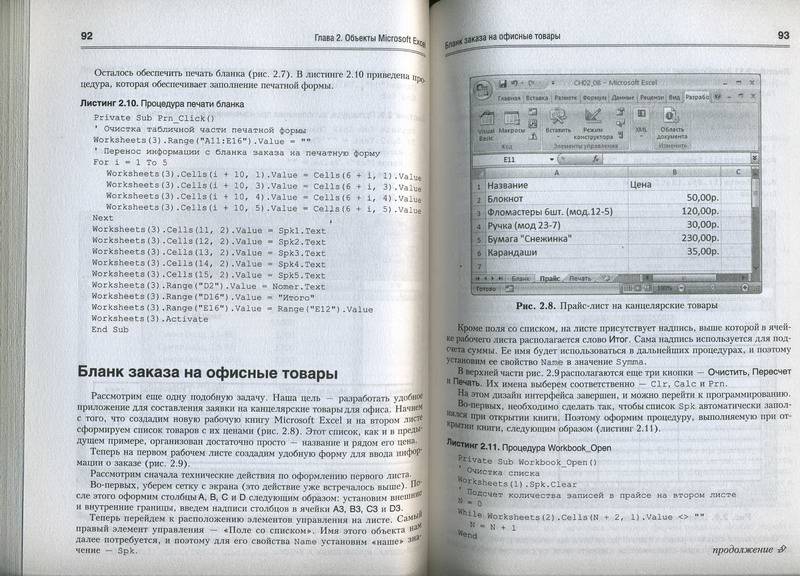 92
Глава 2. Объекты Microsoft Excel
Осталось обеспечить печать бланка (рис. 2.7). В листинге 2.10 приведена про-
цедура, которая обеспечивает заполнение печатной формы.
Листинг 2.10. Процедура печати бланка
Private Sub Prn_Click()
' Очистка табличной части печатной формы
Worksheets(3).Range("A11:E16").Value = ""
' Перенос информации с бланка заказа на печатную форму
For i = 1 To 5
Worksheets(3).Cells(i + 10, 1).Value = Cells(6 + i, 1).Value
Worksheets(3).Cells(i + 10, 3).Value = Cells(6 + i, 3).Value
Worksheets(3).Cells(i + 10, 4).Value = Cells(6 + i, 4).Value
Worksheets(3).Cells(i + 10, 5).Value = Cells(6 + i, 5).Value
Next
Worksheets(3).Cells(11, 2).Value = Spk1.Text
Worksheets(3).Cells(12, 2).Value = Spk2.Text
Worksheets(3).Cells(13, 2).Value = Spk3.Text
Worksheets(3).Cells(14, 2).Value = Spk4.Text
Worksheets(3).Cells(15, 2).Value = Spk5.Text
Worksheets(3).Range("D2").Value = Nomer.Text
Worksheets(3).Range("D16").Value = "Итого"
Worksheets(3).Range("E16").Value = Range("E12").Value
Worksheets(3).Activate
End Sub
Бланк заказа на офисные товары
Рассмотрим еще одну подобную задачу. Наша цель — разработать удобное
приложение для составления заявки на канцелярские товары для офиса. Начнем
с того, что создадим новую рабочую книгу Microsoft Excel и на втором листе
сформируем список товаров с их ценами (рис. 2.8). Этот список, как и в преды-
дущем примере, организован достаточно просто — название и рядом его цена.
Теперь на первом рабочем листе создадим удобную форму для ввода инфор-
мации о заказе (рис. 2.9).
Рассмотрим сначала технические действия по оформлению первого листа.
Во-первых, уберем сетку с экрана (это действие уже встречалось выше). По-
сле этого оформим столбцы A, B, C и D следующим образом: установим внешние
и внутренние границы, введем надписи столбцов в ячейки A3, B3, C3 и D3.
Теперь перейдем к расположению элементов управления на листе. Самый
правый элемент управления — «Поле со списком». Имя этого объекта нам
далее потребуется, и поэтому для его свойства Name установим «наше» зна-
чение — Spk.
Бланк заказа на офисные товары
93
CH02_08 - Microsoft Excel
Главная Вставка Разметк Формулы Данные Рецензи Вид Разрабо
Visual Basic Макросы Вставить Режим конструктора XML Область документа
Код Элементы управления Изменить
E11
A B C
1 Название Цена
2 Блокнот 50,00р.
3 Фломастеры 6шт. (мод.12-5) 120,00р.
4 Ручка (мод 23-7) 30,00р.
5 Бумага "Снежинка" 230,00р.
6 Карандаши 35,00р.
7
Бланк Прайс Печать
Готово 100%
Рис. 2.8. Прайс-лист на канцелярские товары
Кроме поля со списком, на листе присутствует надпись, выше которой в ячей-
ке рабочего листа располагается слово Итог. Сама надпись используется для под-
счета суммы. Ее имя будет использоваться в дальнейших процедурах, и поэтому
установим ее свойство Name в значение Symma.
В верхней части рис. 2.9 располагаются еще три кнопки — Очистить, Пересчет
и Печать. Их имена выберем соответственно — Clr, Calc и Prn.
На этом дизайн интерфейса завершен, и можно перейти к программированию.
Во-первых, необходимо сделать так, чтобы список Spk автоматически запол-
нялся при открытии книги. Поэтому оформим процедуру, выполняемую при от-
крытии книги, следующим образом (листинг 2.11).
Листинг 2.11. Процедура Workbook_Open
Private Sub Workbook_Open()
' Очистка списка
Worksheets(1).Spk.Clear
' Подсчет количества записей в прайсе на втором листе
N = 0
While Worksheets(2).Cells(N + 2, 1).Value <> ""
N = N + 1
Wend
продолжение